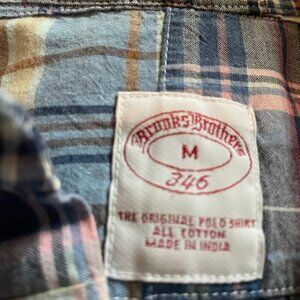 Brooks Brothers
M
346
THE ORIGINAL POLO SHIRT
ALL COTTON
MADE IN INDIA